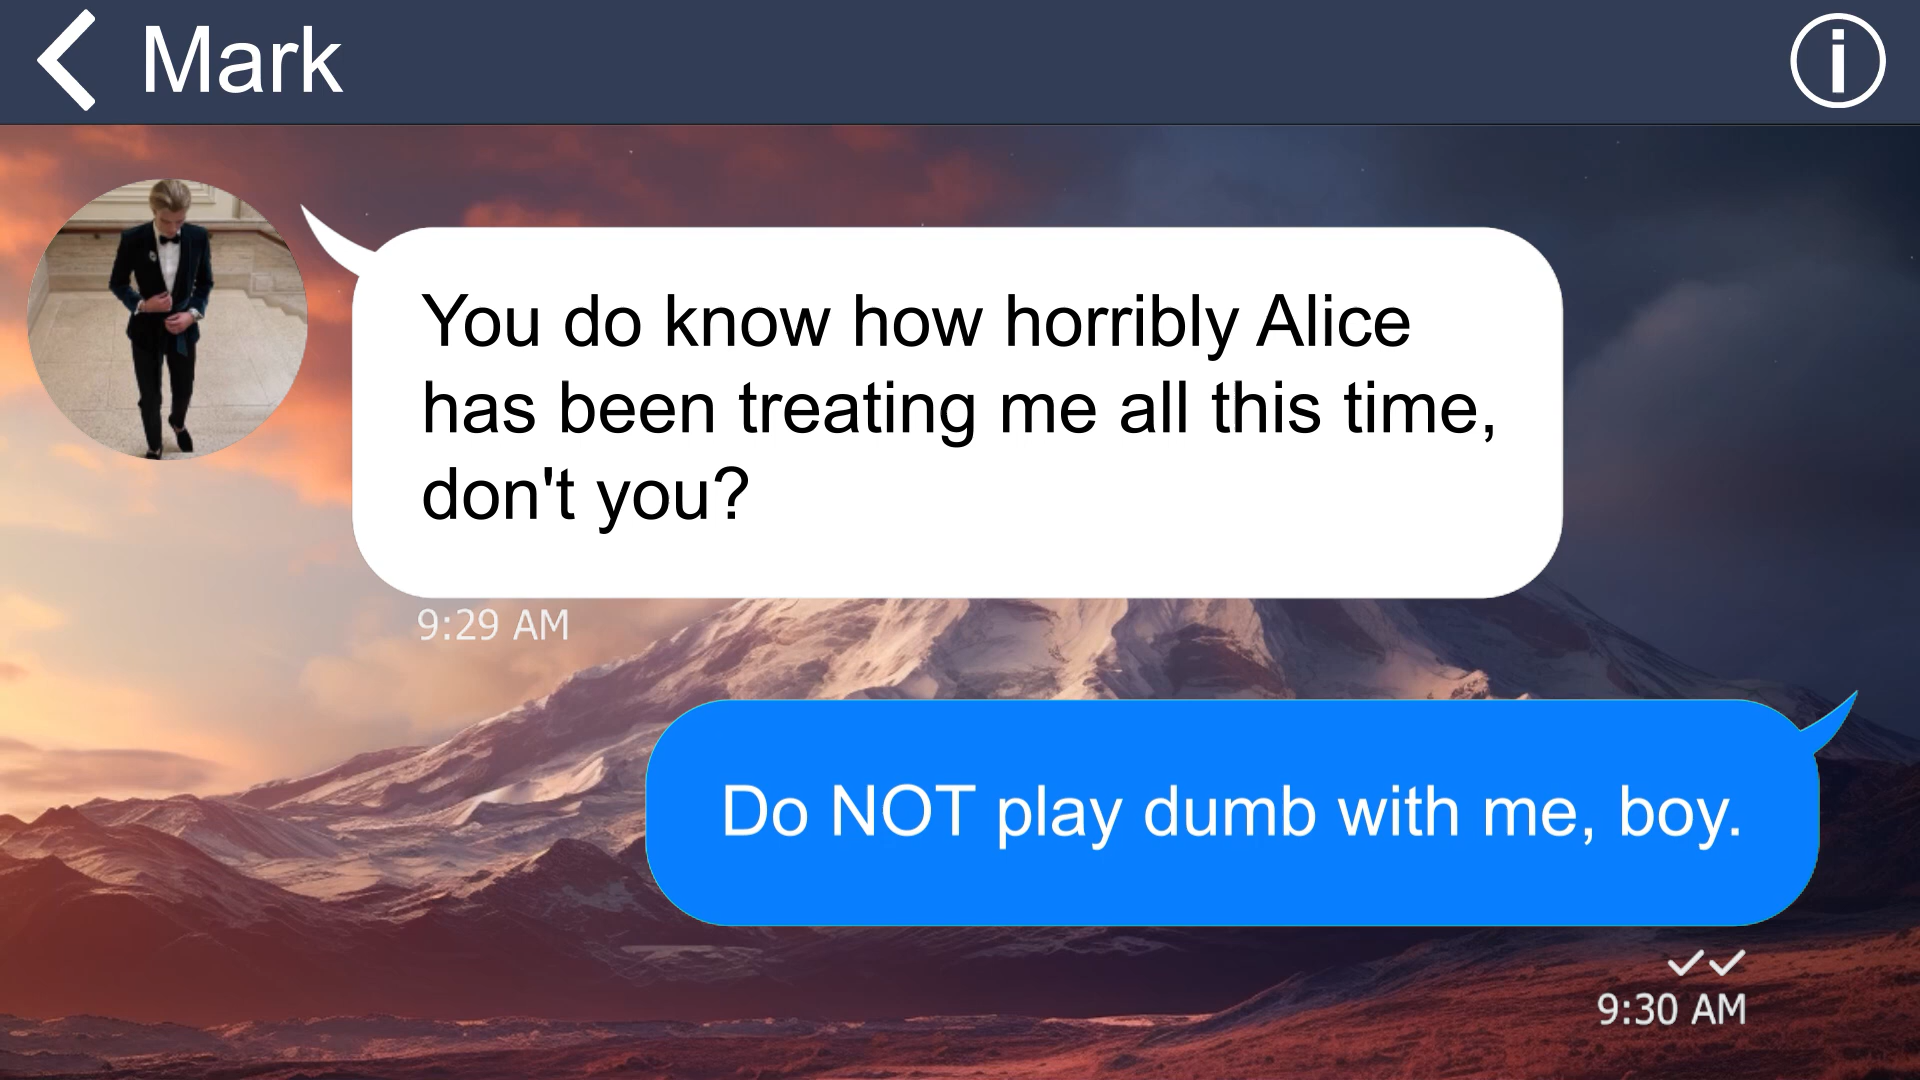 Mark
You do know how horribly Alice
has been treating me all this time,
don't you?
9:29 AM
Do NOT play dumb with me, boy.
9:30 AM